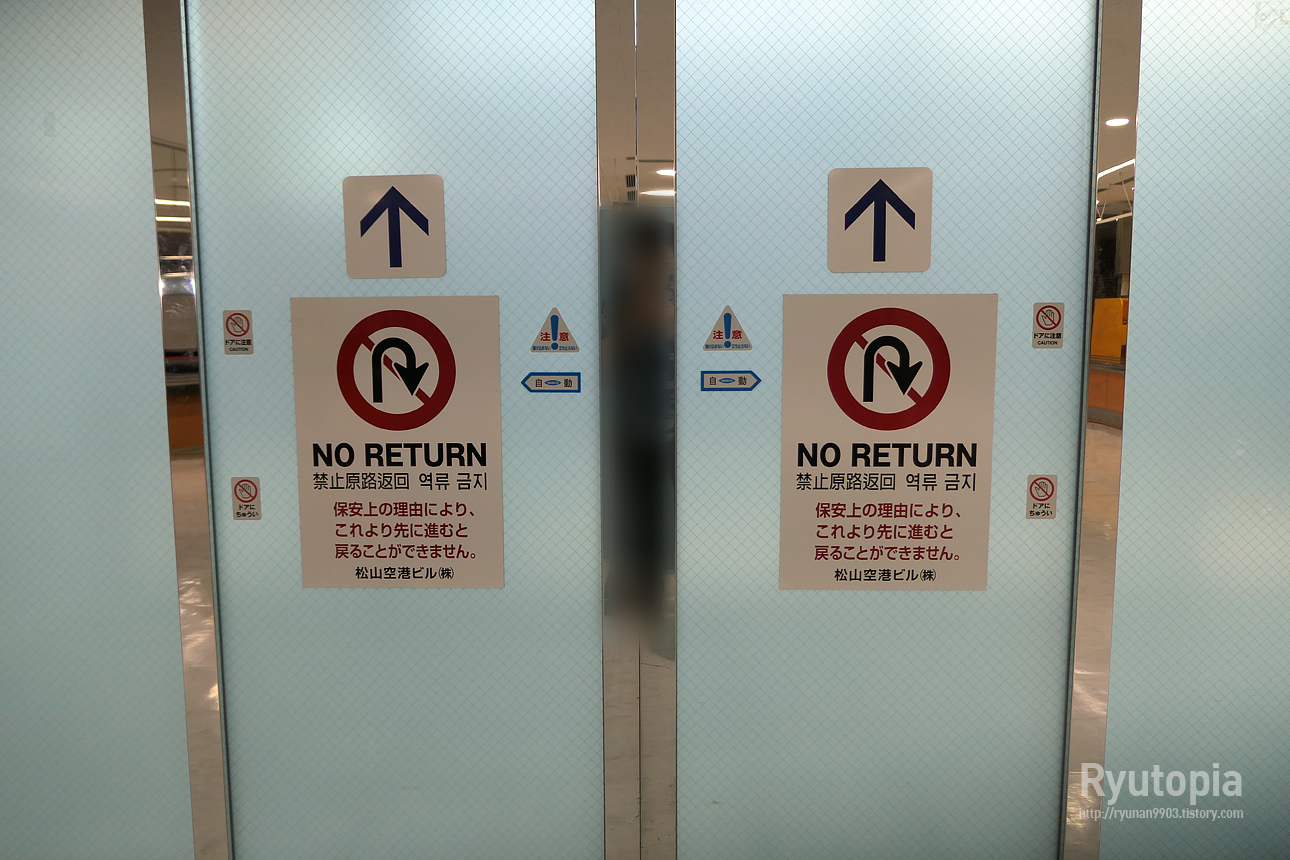 NO RETURN
禁止原路返回 역류 금지
保安上の理由により、
これより先に進むと
戻ることができません。
松山空港ビル㈱
ドアに注意
CAUTION
ドアに
ちゅうい
注意
自動
NO RETURN
禁止原路返回 역류 금지
保安上の理由により、
これより先に進むと
戻ることができません。
松山空港ビル㈱
注意
自動
ドアに注意
CAUTION
ドアに
ちゅうい
Ryutopia
http://ryunan9903.tistory.com